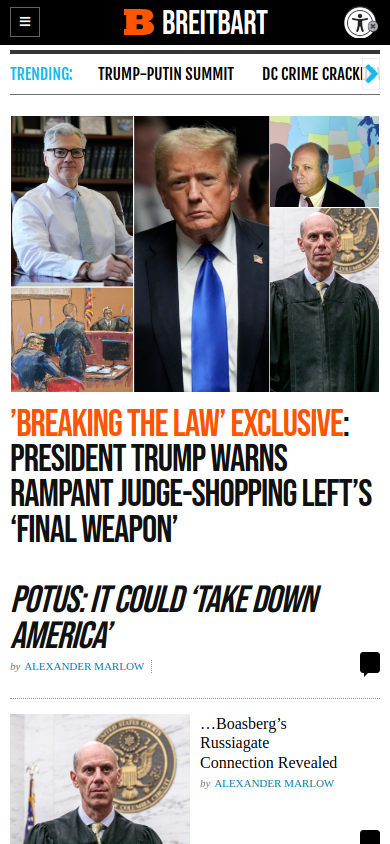 BREITBART
TRENDING:
TRUMP-PUTIN SUMMIT
DC CRIME
’BREAKING THE LAW’ EXCLUSIVE:
PRESIDENT TRUMP WARNS
RAMPANT JUDGE-SHOPPING LEFT’S
‘FINAL WEAPON’
POTUS: IT COULD ‘TAKE DOWN
AMERICA’
by ALEXANDER MARLOW
…Boasberg’s
Russiagate
Connection Revealed
by ALEXANDER MARLOW